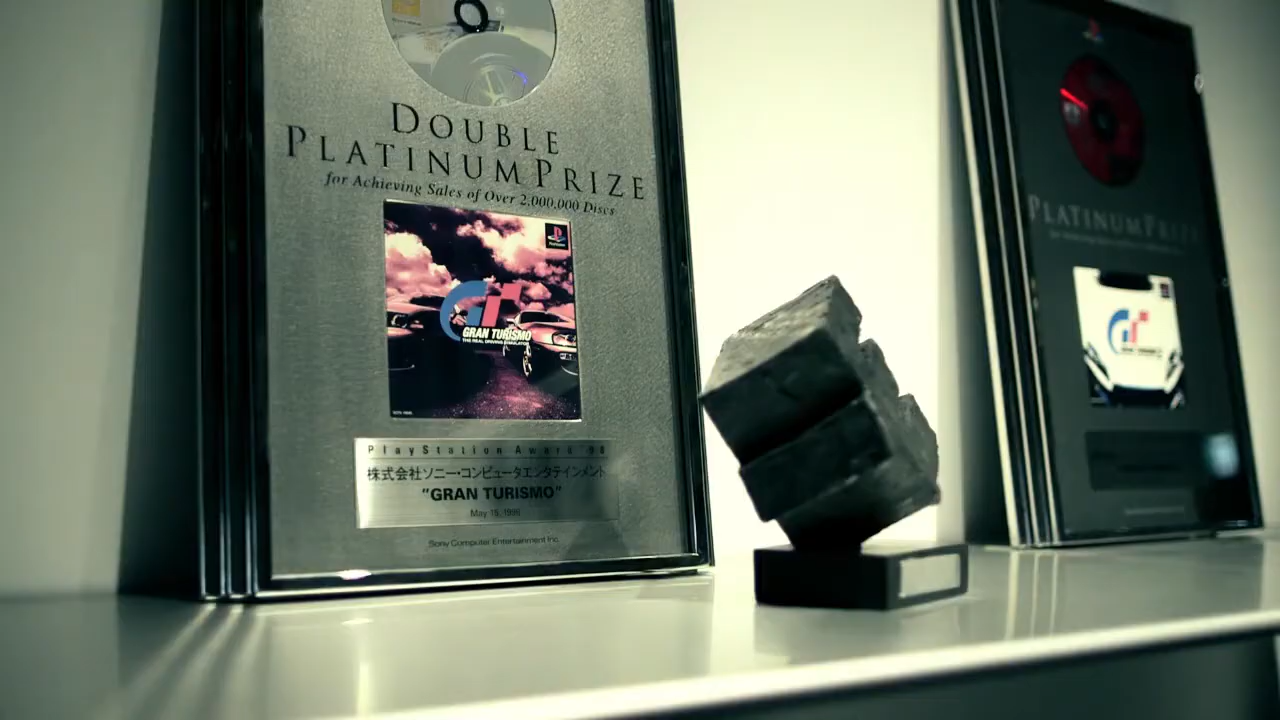 DOUBLE
PLATINUM PRIZE
for Achieving Sales of Over 2,000,000 Discs
PlayStation
GRAN TURISMO
THE REAL DRIVING SIMULATOR
PlayStation Award '98
株式会社ソニー・コンピュータエンタテインメント
"GRAN TURISMO"
May 15, 1998
Sony Computer Entertainment Inc.
PLATINUM PRIZE